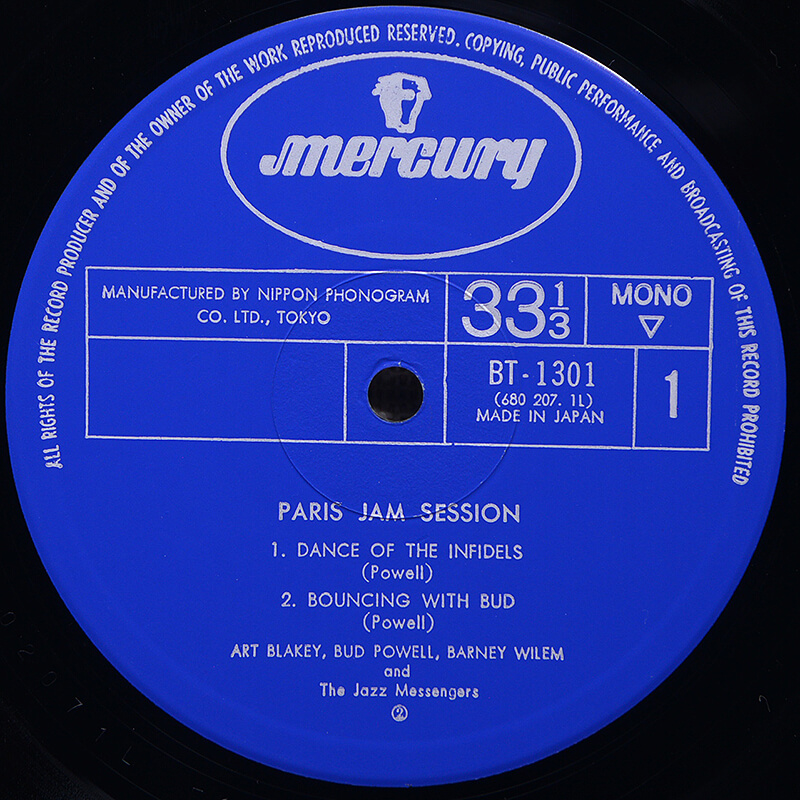 ALL RIGHTS OF THE RECORD PRODUCER AND OF THE OWNER OF THE WORK REPRODUCED RESERVED. COPYING, PUBLIC PERFORMANCE AND BROADCASTING OF THIS RECORD PROHIBITED
mercury
MANUFACTURED BY NIPPON PHONOGRAM
CO. LTD., TOKYO
33 1/3
MONO
BT-1301
(680 207. 1L)
MADE IN JAPAN
1
PARIS JAM SESSION
1. DANCE OF THE INFIDELS
(Powell)
2. BOUNCING WITH BUD
(Powell)
ART BLAKEY, BUD POWELL, BARNEY WILEM
and
The Jazz Messengers
②